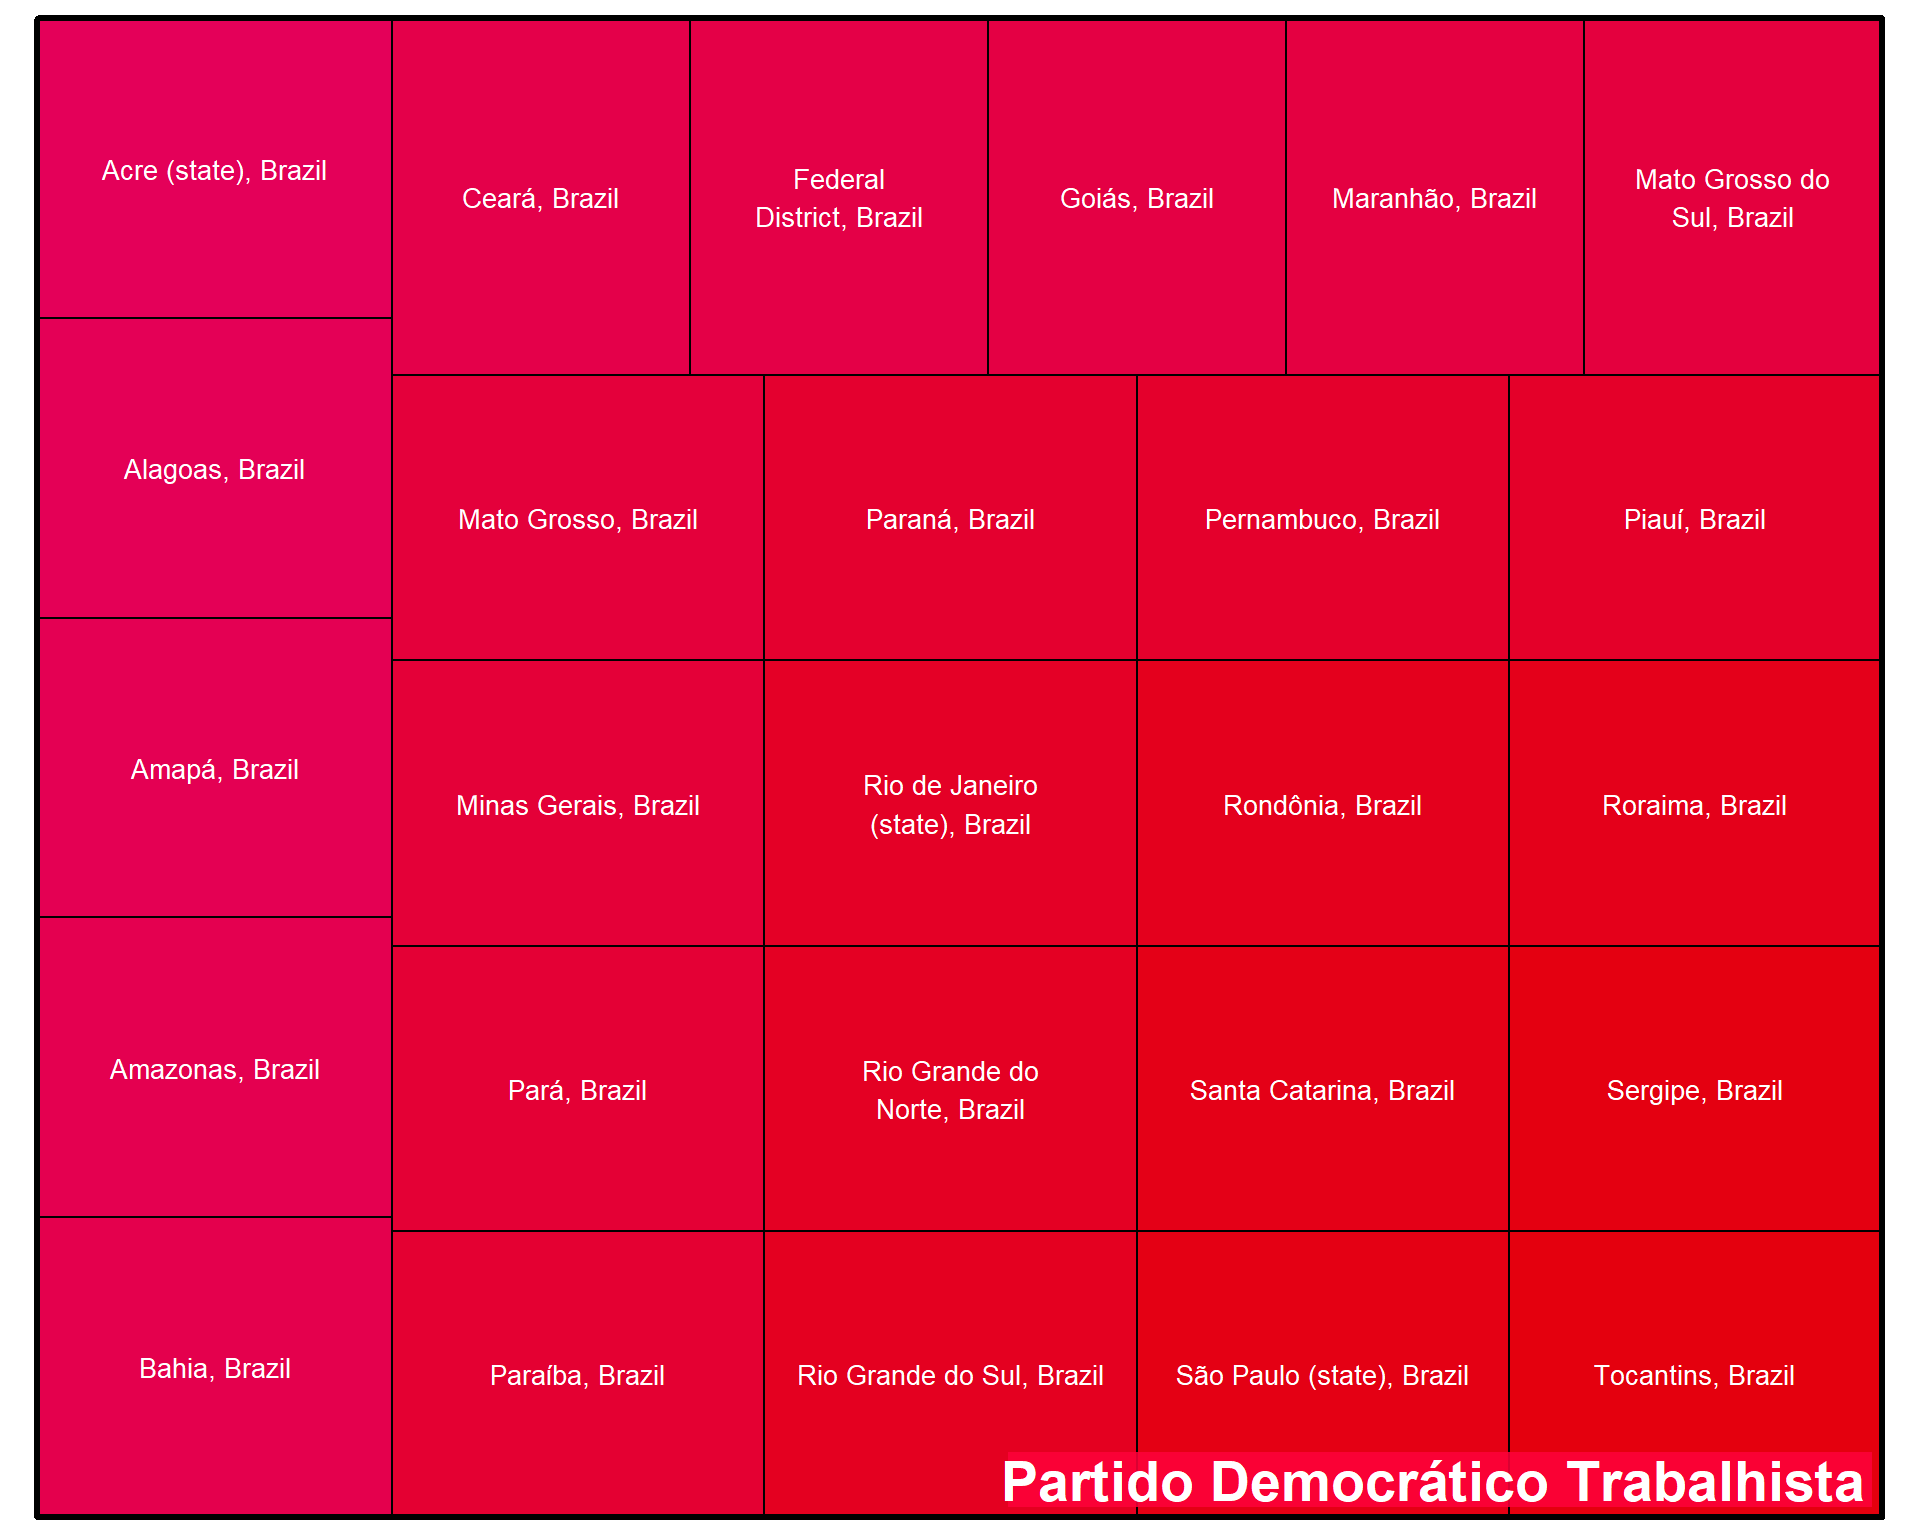 Acre (state), Brazil
Alagoas, Brazil
Amapá, Brazil
Amazonas, Brazil
Bahia, Brazil
Ceará, Brazil
Federal
District, Brazil
Goiás, Brazil
Maranhão, Brazil
Mato Grosso do
Sul, Brazil
Mato Grosso, Brazil
Minas Gerais, Brazil
Pará, Brazil
Paraíba, Brazil
Paraná, Brazil
Rio de Janeiro
(state), Brazil
Rio Grande do
Norte, Brazil
Rio Grande do Sul, Brazil
Pernambuco, Brazil
Rondônia, Brazil
Santa Catarina, Brazil
São Paulo (state), Brazil
Piauí, Brazil
Roraima, Brazil
Sergipe, Brazil
Tocantins, Brazil
Partido Democrático Trabalhista